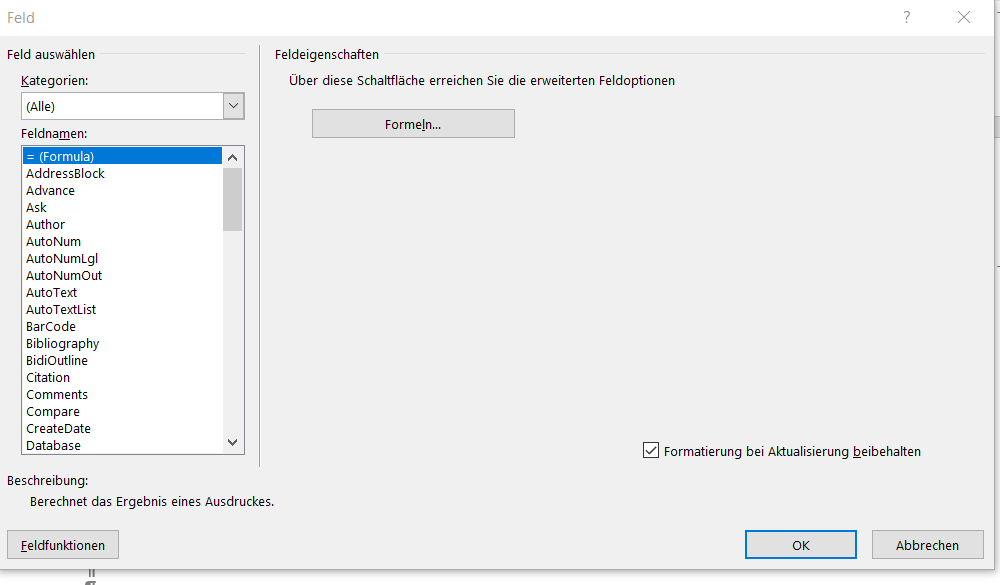 Feld
?
Feld auswählen
Kategorien:
(Alle)
Feldnamen:
= (Formula)
AddressBlock
Advance
Ask
Author
AutoNum
AutoNumLgl
AutoNumOut
AutoText
AutoTextList
BarCode
Bibliography
BidiOutline
Citation
Comments
Compare
CreateDate
Database
Feldeigenschaften
Über diese Schaltfläche erreichen Sie die erweiterten Feldoptionen
Formeln...
Formatierung bei Aktualisierung beibehalten
Beschreibung:
Berechnet das Ergebnis eines Ausdruckes.
Feldfunktionen
OK
Abbrechen